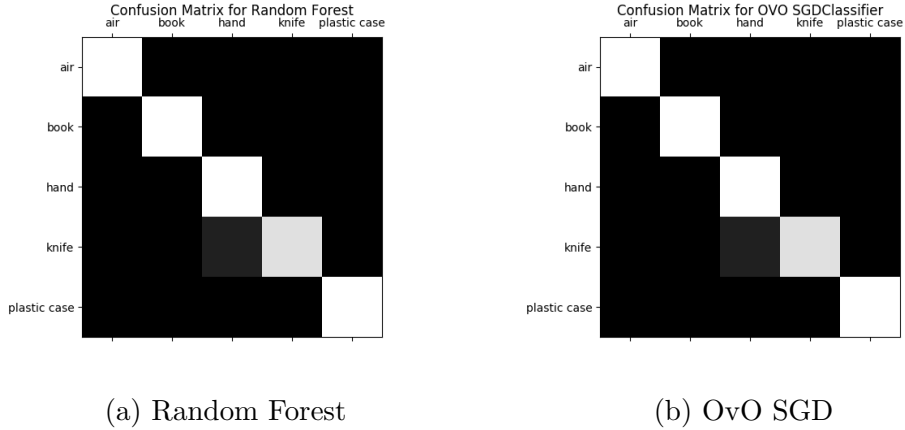 Confusion Matrix for Random Forest
air book hand knife plastic case
air
book
hand
knife
plastic case
(a) Random Forest
Confusion Matrix for OVO SGDClassifier
air book hand knife plastic case
air
book
hand
knife
plastic case
(b) OvO SGD